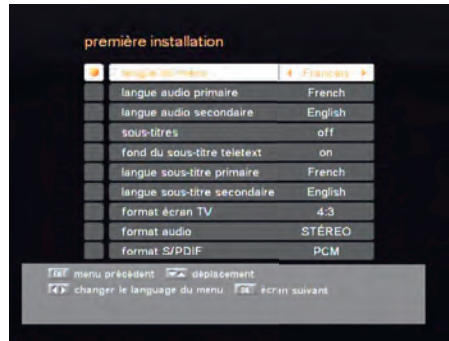 première installation
langue du menu Français
langue audio primaire French
langue audio secondaire English
sous-titres off
fond du sous-titre teletext on
langue sous-titre primaire French
langue sous-titre secondaire English
format écran TV 4:3
format audio STÉREO
format S/PDIF PCM
EXIT menu précédent déplacement
changer le language du menu OK écran suivant